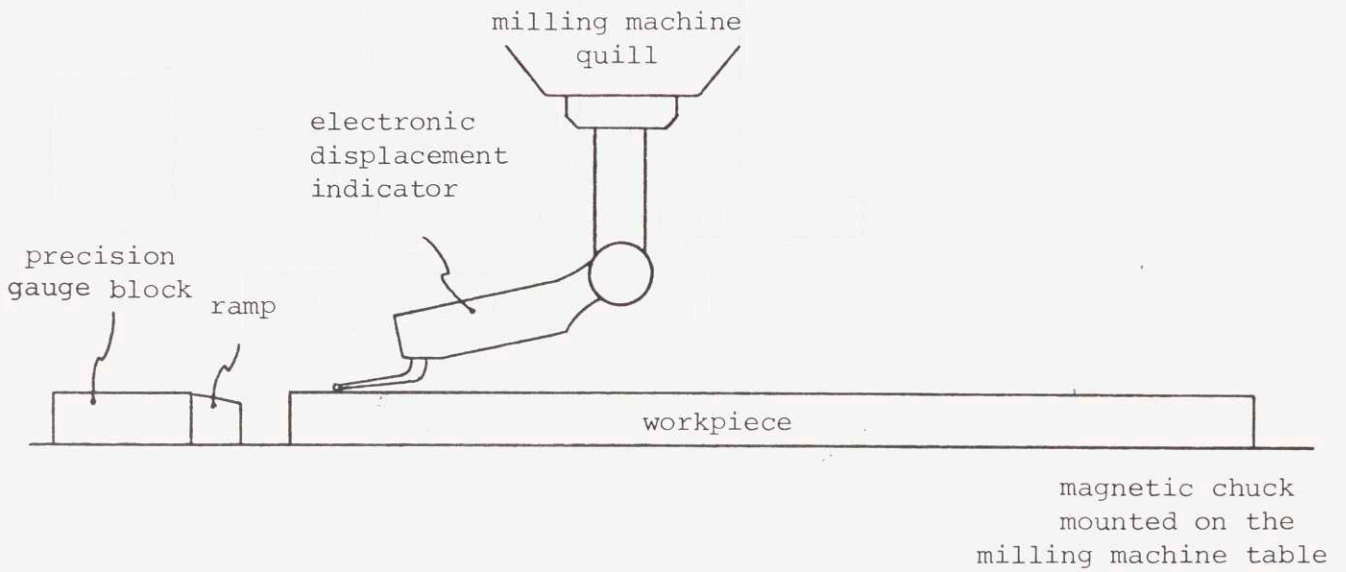 milling machine
quill
electronic
displacement
indicator
precision
gauge block
ramp
workpiece
magnetic chuck
mounted on the
milling machine table